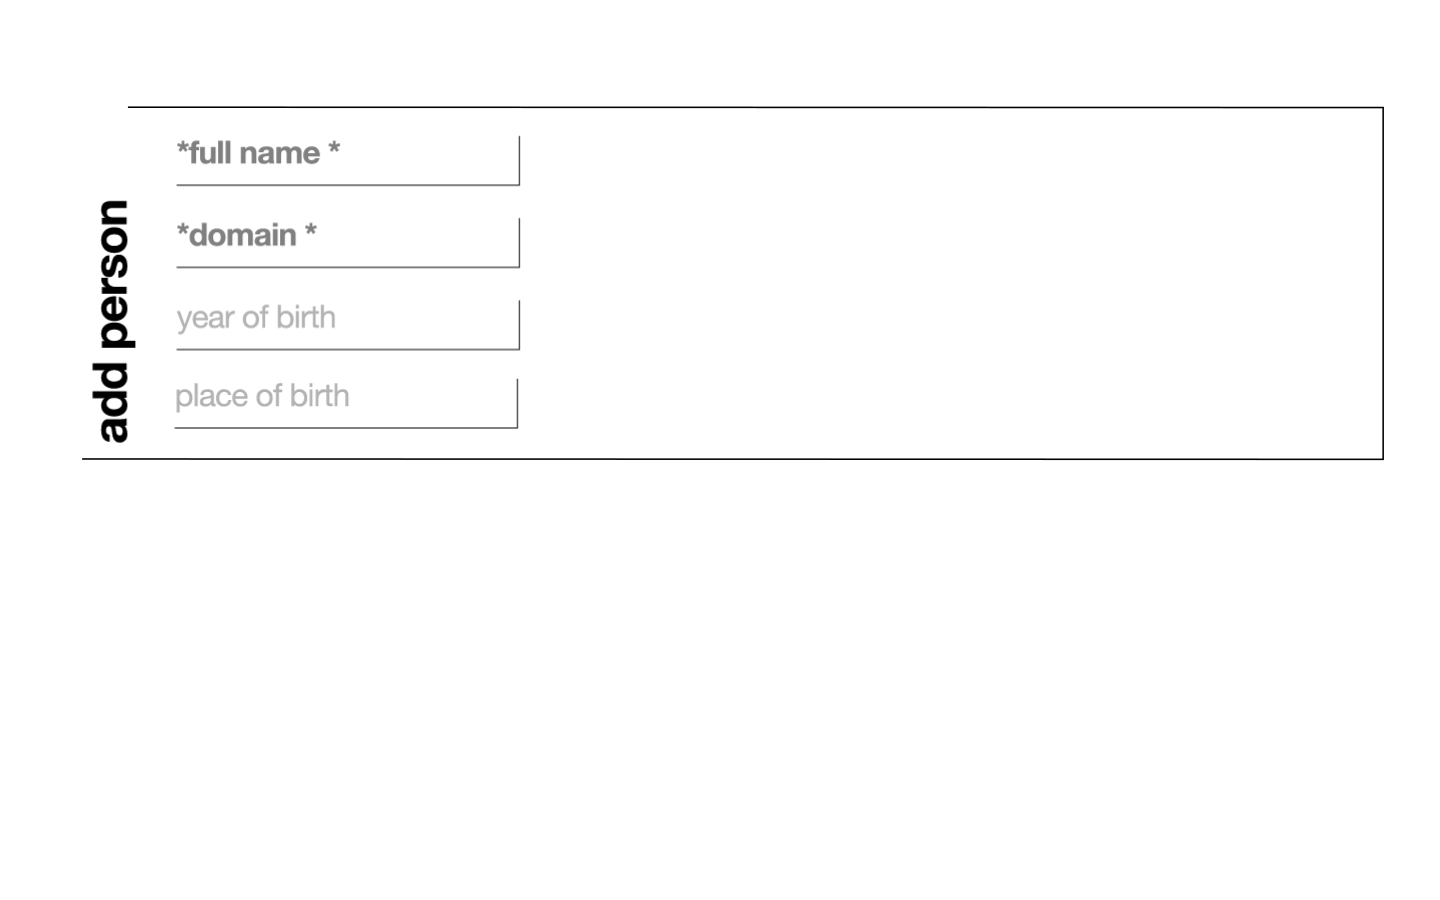 add person
*full name *
*domain *
year of birth
place of birth